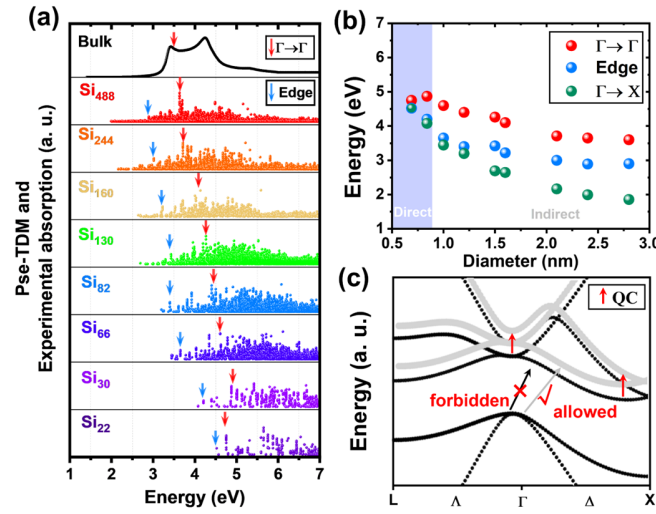 (a)
Bulk
Γ→Γ
Edge
Si488
Si244
Si160
Si130
Si82
Si66
Si30
Si22
Pse-TDM and
Experimental absorption (a. u.)
1 2 3 4 5 6 7
Energy (eV)
(b)
Γ→Γ
Edge
Γ→X
7
6
5
4
3
2
1
0
Direct
Indirect
Energy (eV)
0.5 1.0 1.5 2.0 2.5 3.0
Diameter (nm)
(c)
QC
forbidden
allowed
Energy (a. u.)
L Λ Γ Δ X